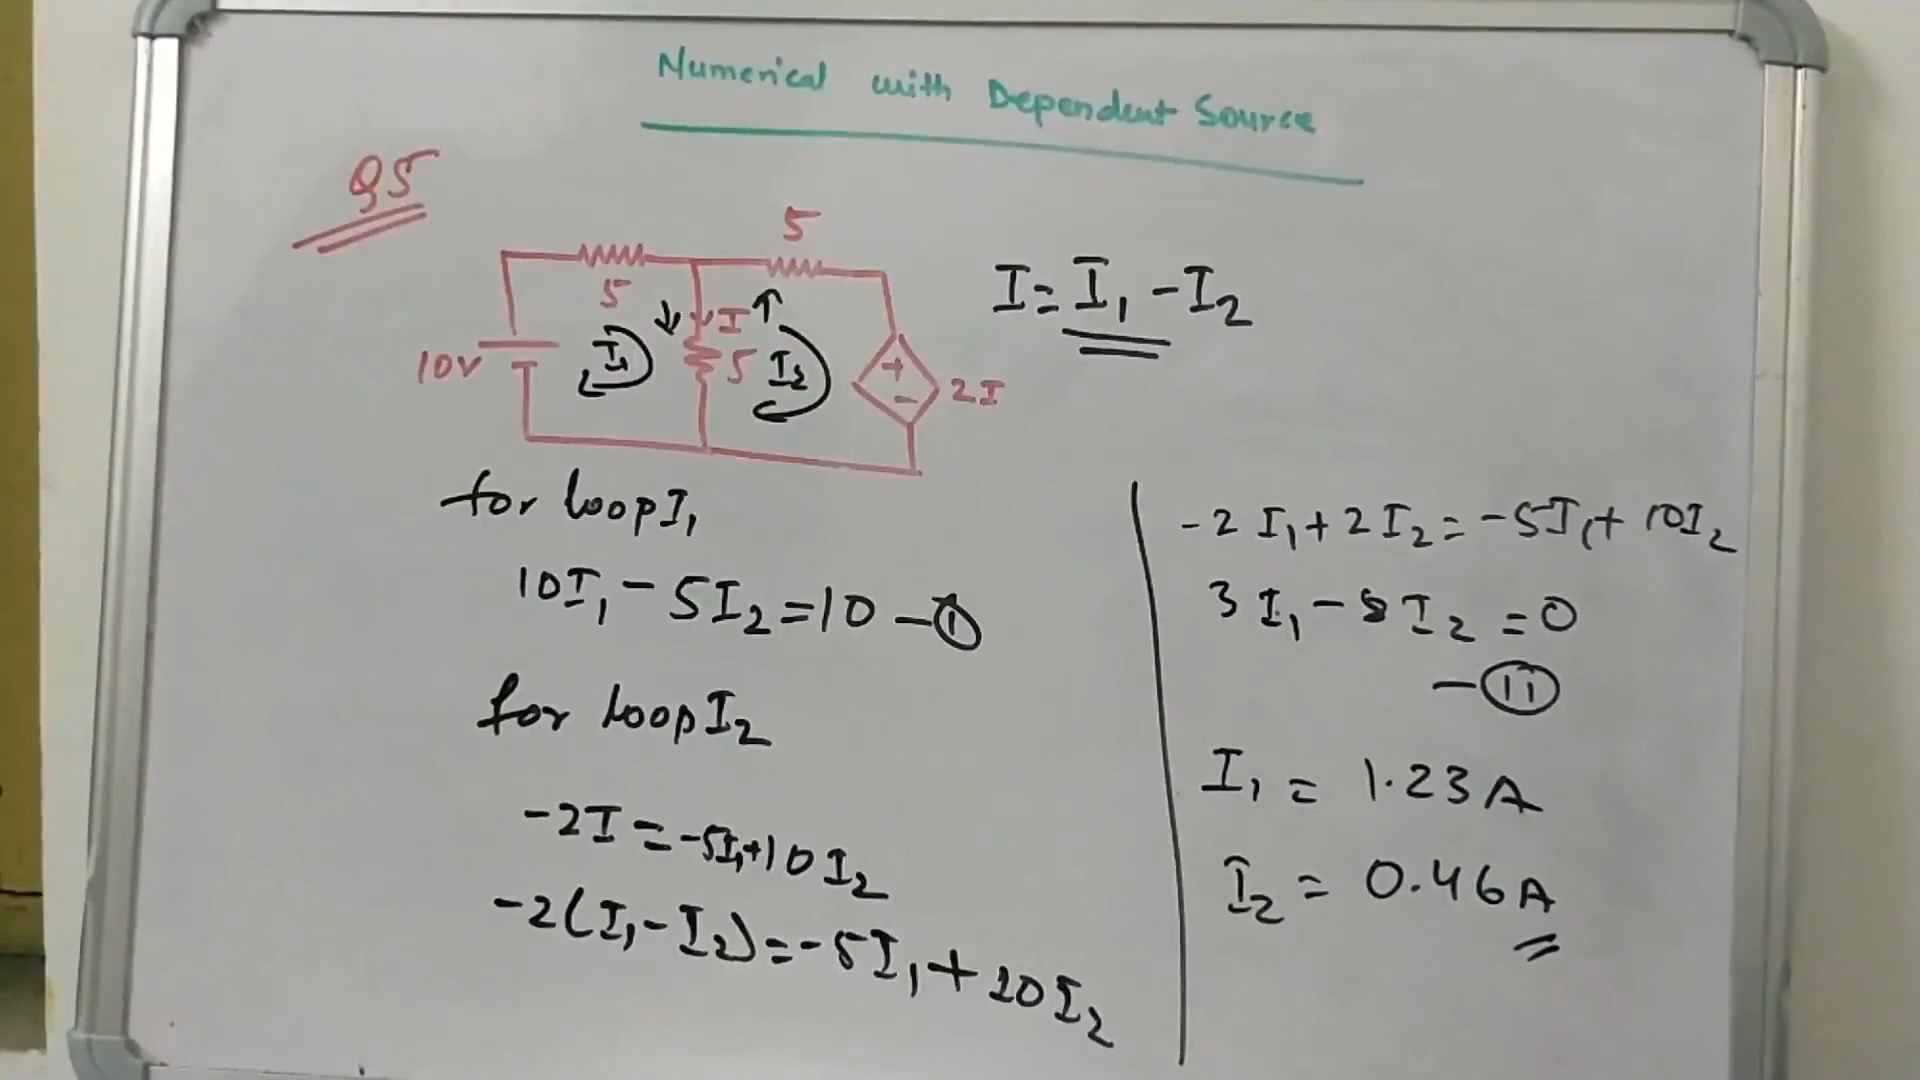 Numerical with Dependent Source
Q5
5
5
I = I₁ - I₂
I
10V
I₁
5
I₂
+
-
2I
for loop I₁
10I₁ - 5I₂ = 10 - ①
for loop I₂
-2I = -5I₁ + 10I₂
-2(I₁ - I₂) = -5I₁ + 10I₂
-2I₁ + 2I₂ = -5I₁ + 10I₂
3I₁ - 8I₂ = 0
- (ii)
I₁ = 1.23A
I₂ = 0.46A